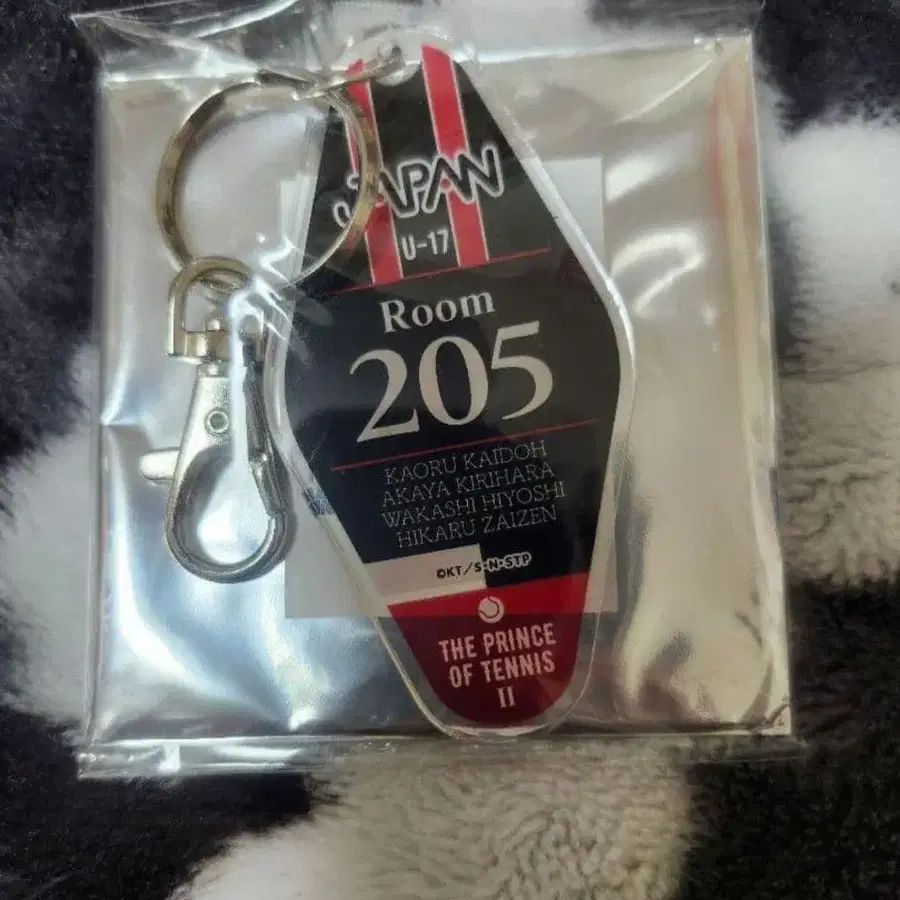 JAPAN
U-17
Room
205
KAORU KAIDOH
AKAYA KIRIHARA
WAKASHI HIYOSHI
HIKARU ZAIZEN
©KT/S・N・STP
THE PRINCE
OF TENNIS
II